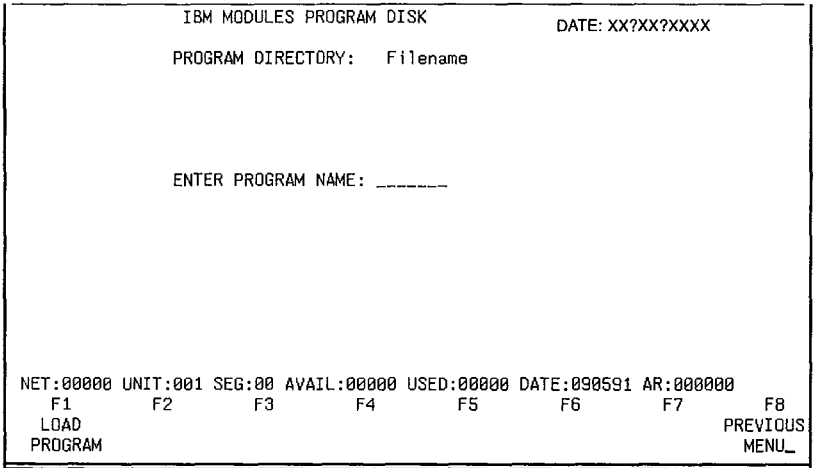 IBM MODULES PROGRAM DISK DATE: XX?XX?XXXX
PROGRAM DIRECTORY: Filename
ENTER PROGRAM NAME: _______
NET:00000 UNIT:001 SEG:00 AVAIL:00000 USED:00000 DATE:090591 AR:000000
F1 F2 F3 F4 F5 F6 F7 F8
LOAD PREVIOUS
PROGRAM MENU_